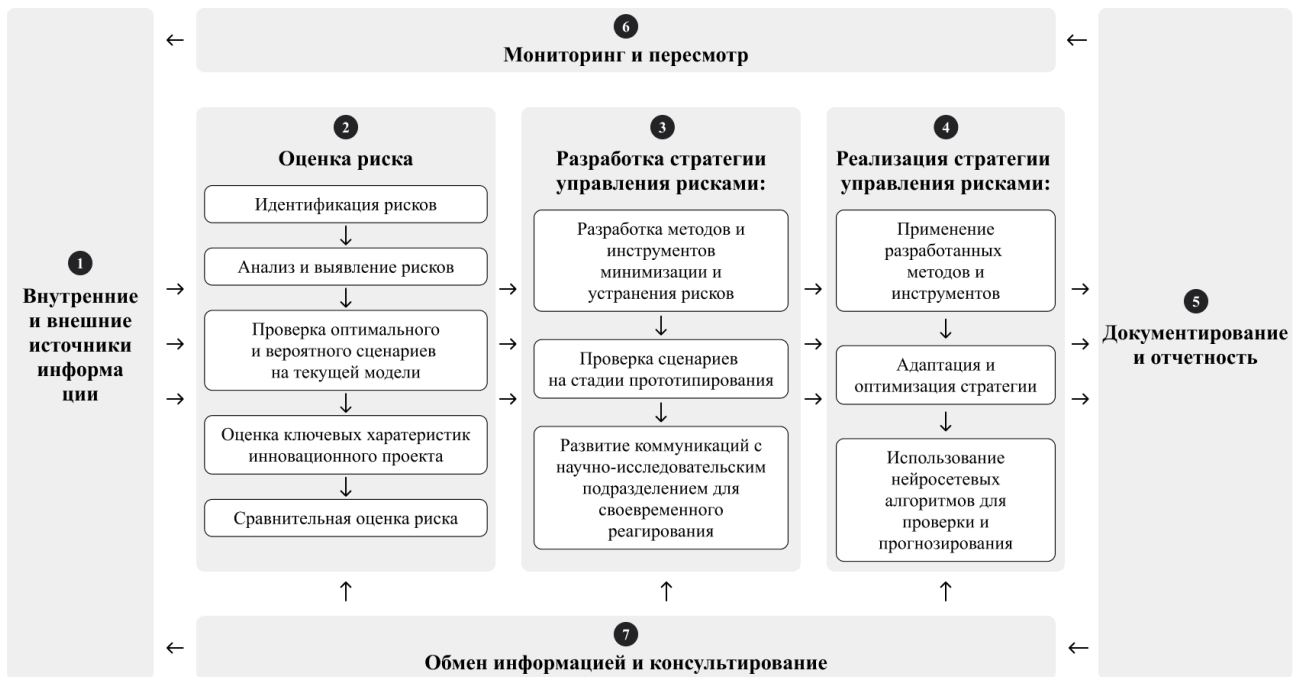 6
Мониторинг и пересмотр
1
Внутренние
и внешние
источники
информа
ции
2
Оценка риска
Идентификация рисков
Анализ и выявление рисков
Проверка оптимального
и вероятного сценариев
на текущей модели
Оценка ключевых харатеристик
инновационного проекта
Сравнительная оценка риска
3
Разработка стратегии
управления рисками:
Разработка методов и
инструментов
минимизации и
устранения рисков
Проверка сценариев
на стадии прототипирования
Развитие коммуникаций с
научно-исследовательским
подразделением для
своевременного
реагирования
4
Реализация стратегии
управления рисками:
Применение
разработанных
методов и
инструментов
Адаптация и
оптимизация стратегии
Использование
нейросетевых
алгоритмов для
проверки и
прогнозирования
5
Документирование
и отчетность
7
Обмен информацией и консультирование